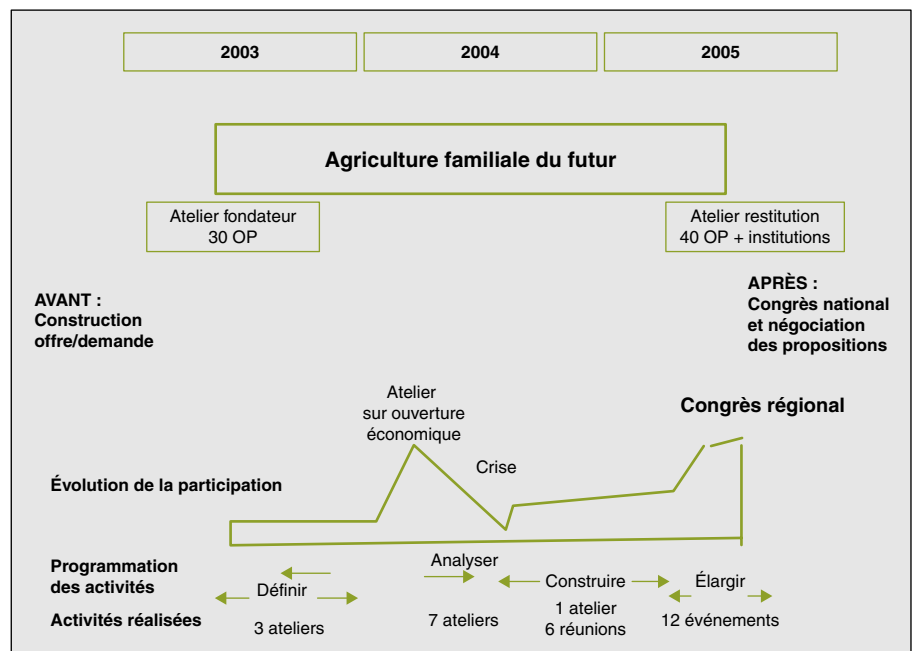 2003
2004
2005
Agriculture familiale du futur
Atelier fondateur
30 OP
Atelier restitution
40 OP + institutions
AVANT :
Construction
offre/demande
APRÈS :
Congrès national
et négociation
des propositions
Atelier
sur ouverture
économique
Congrès régional
Crise
Évolution de la participation
Programmation
des activités
Définir
Analyser
Construire
Élargir
Activités réalisées
3 ateliers
7 ateliers
1 atelier
6 réunions
12 événements